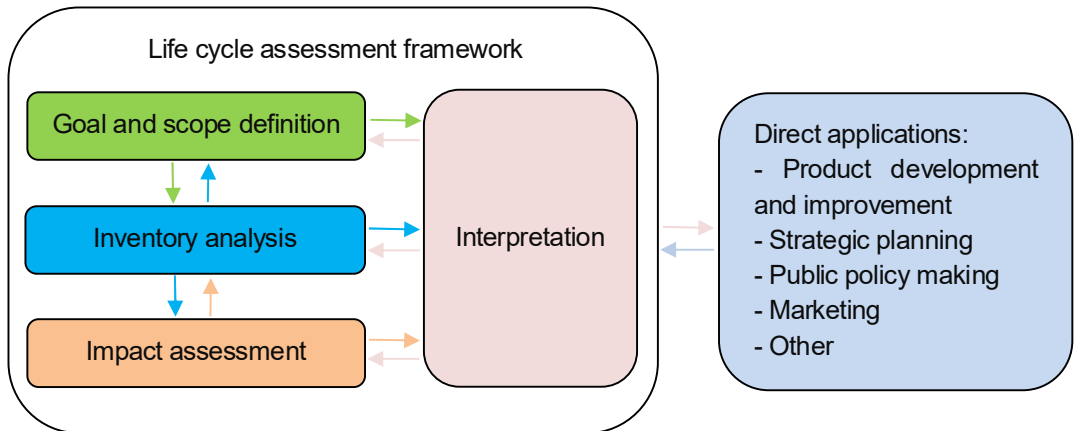 Life cycle assessment framework
Goal and scope definition
Inventory analysis
Impact assessment
Interpretation
Direct applications:
- Product development
and improvement
- Strategic planning
- Public policy making
- Marketing
- Other